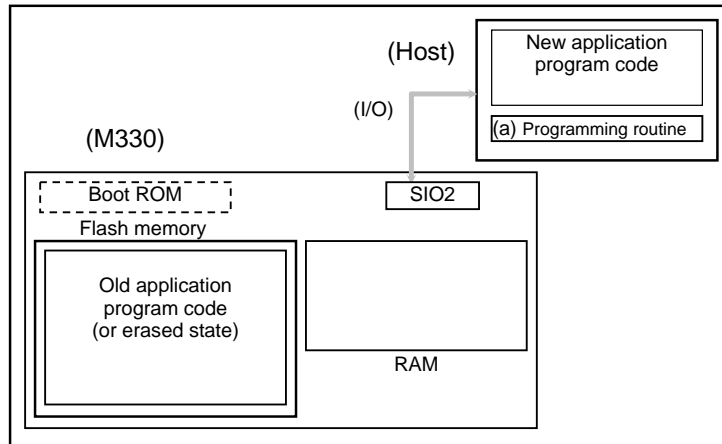 (Host)
New application
program code
(I/O)
(a) Programming routine
(M330)
Boot ROM
SIO2
Flash memory
Old application
program code
(or erased state)
RAM